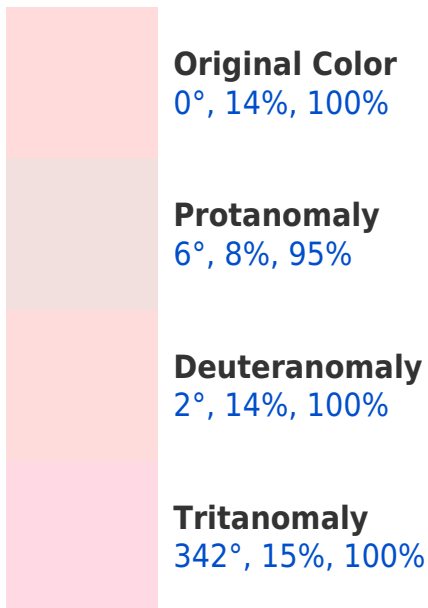 Original Color
0°, 14%, 100%
Protanomaly
6°, 8%, 95%
Deuteranomaly
2°, 14%, 100%
Tritanomaly
342°, 15%, 100%